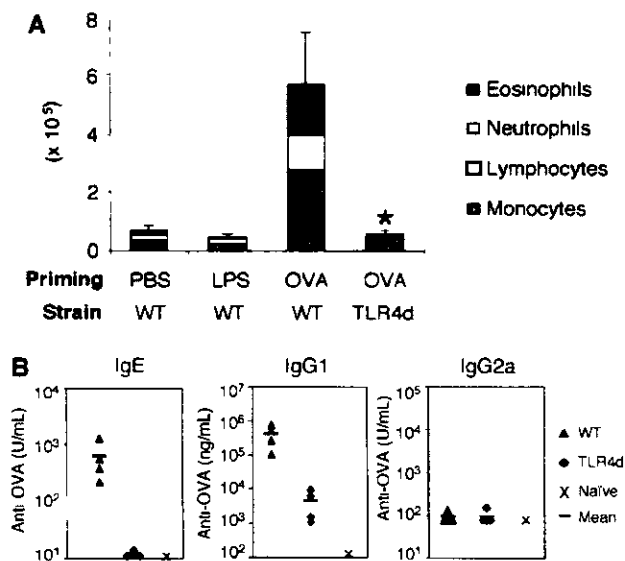 A
(x 10⁵)
8
6
4
2
0
Eosinophils
Neutrophils
Lymphocytes
Monocytes
Priming PBS LPS OVA OVA
Strain WT WT WT TLR4d
B
IgE
Anti OVA (U/mL)
10⁴
10³
10²
10¹
IgG1
Anti-OVA (ng/mL)
10⁷
10⁶
10⁵
10⁴
10³
10²
IgG2a
Anti-OVA (U/mL)
10⁵
10⁴
10³
10²
10¹
WT
TLR4d
Naïve
Mean